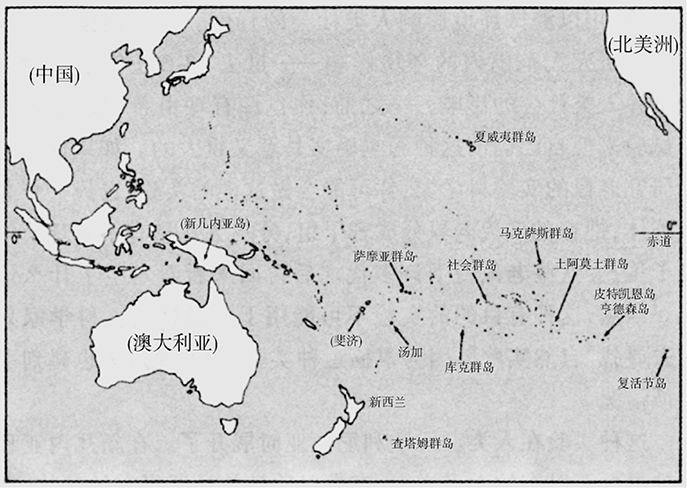 (中国)
(北美洲)
夏威夷群岛
(新几内亚岛)
马克萨斯群岛
0°
0°
赤道
萨摩亚群岛
社会群岛
土阿莫土群岛
皮特凯恩岛
亨德森岛
(澳大利亚)
(斐济)
汤加
库克群岛
复活节岛
新西兰
查塔姆群岛